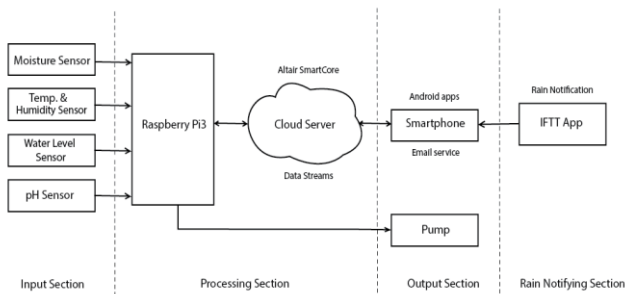 Moisture Sensor
Temp. &
Humidity Sensor
Water Level
Sensor
pH Sensor
Raspberry Pi3
Altair SmartCore
Cloud Server
Data Streams
Android apps
Smartphone
Email service
Pump
Rain Notification
IFTT App
Input Section
Processing Section
Output Section
Rain Notifying Section